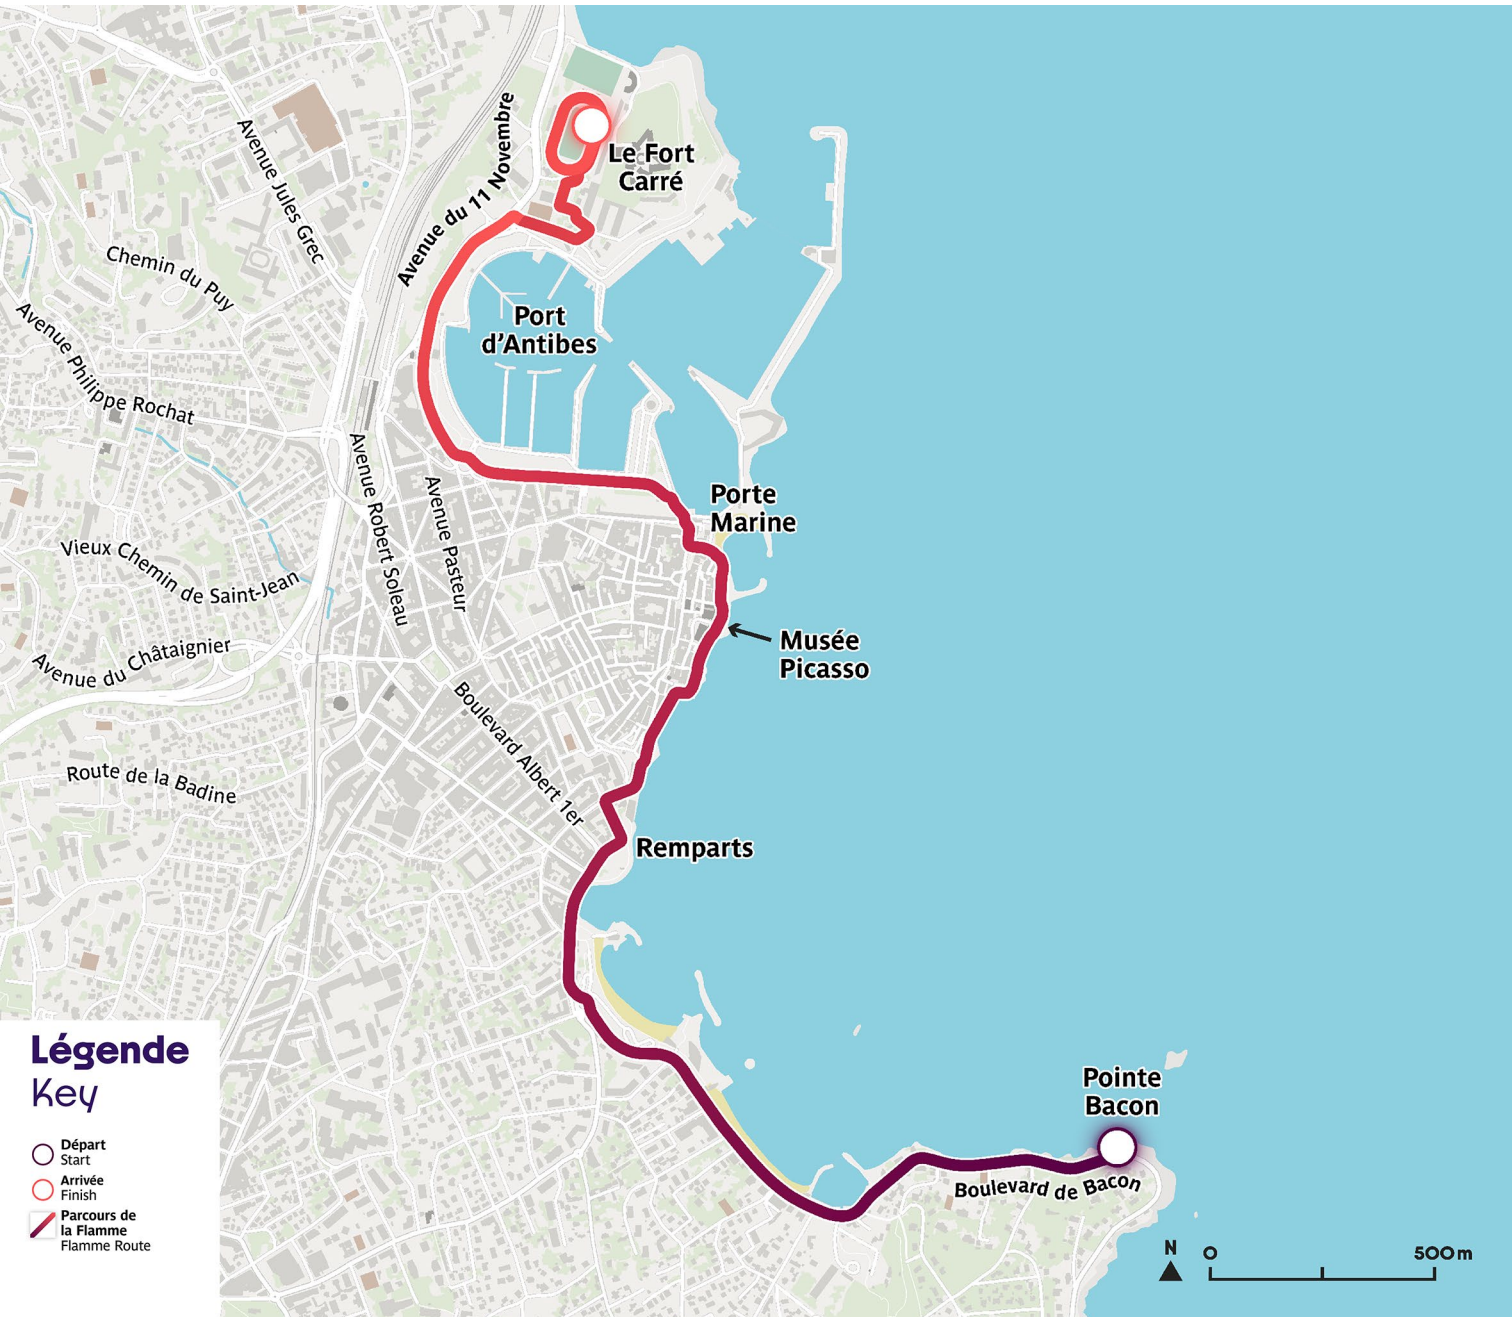 Avenue du 11 Novembre
Le Fort
Carré
Avenue Jules Grec
Chemin du Puy
Avenue Philippe Rochat
Port
d'Antibes
Porte
Marine
Avenue Robert Soleau
Avenue Pasteur
Vieux Chemin de Saint-Jean
Avenue du Châtaignier
Musée
Picasso
Boulevard Albert 1er
Route de la Badine
Remparts
Pointe
Bacon
Boulevard de Bacon
Légende
Key
Départ
Start
Arrivée
Finish
Parcours de
la Flamme
Flamme Route
N
0
500m